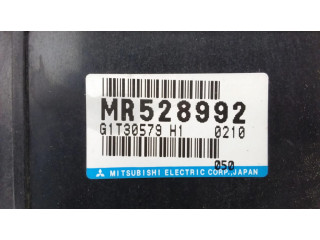 MR528992
G1T30579 H1 0210
050
MITSUBISHI ELECTRIC CORP.,JAPAN